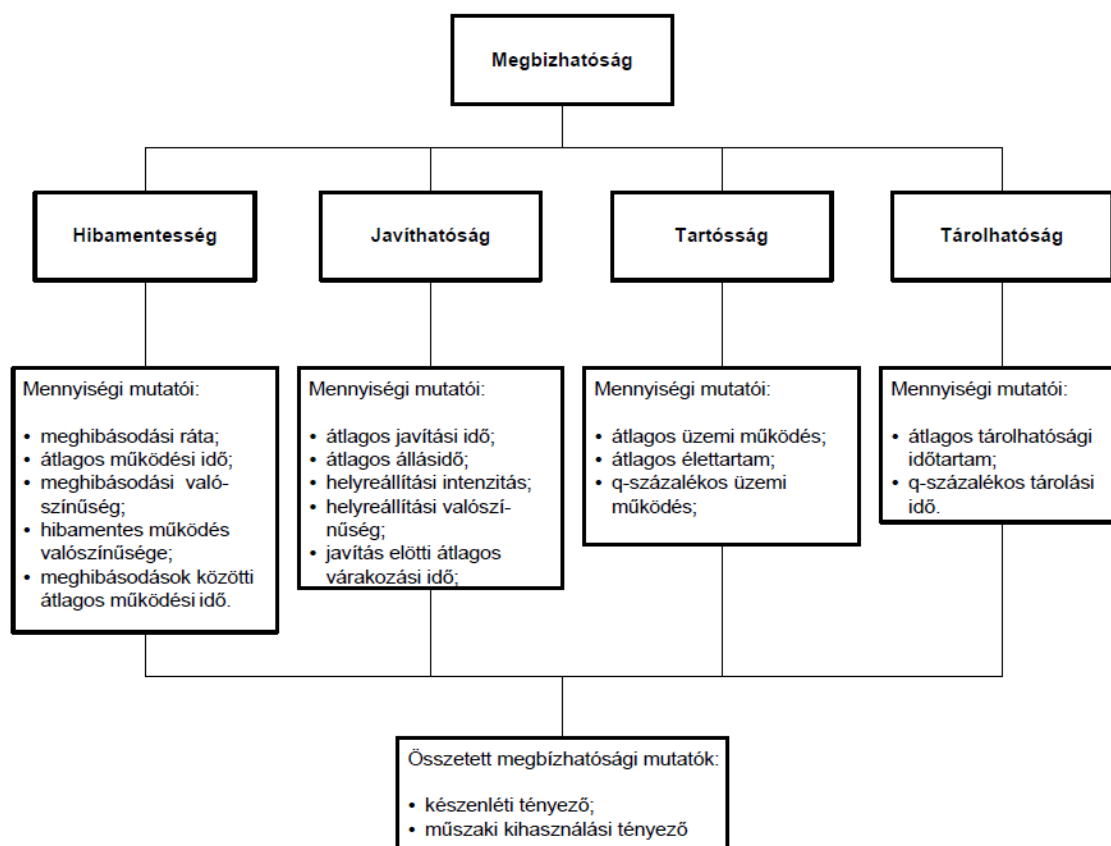 Megbizhatóság
Hibamentesség
Javíthatóság
Tartósság
Tárolhatóság
Mennyiségi mutatói:
• meghibásodási ráta;
• átlagos működési idő;
• meghibásodási való-
színűség;
• hibamentes működés
valószínűsége;
• meghibásodások közötti
átlagos működési idő.
Mennyiségi mutatói:
• átlagos javítási idő;
• átlagos állásidő;
• helyreállítási intenzitás;
• helyreállítási valószí-
nűség;
• javítás elötti átlagos
várakozási idő;
Mennyiségi mutatói:
• átlagos üzemi működés;
• átlagos élettartam;
• q-százalékos üzemi
működés;
Mennyiségi mutatói:
• átlagos tárolhatósági
időtartam;
• q-százalékos tárolási
idő.
Összetett megbízhatósági mutatók:
• készenléti tényező;
• műszaki kihasználási tényező